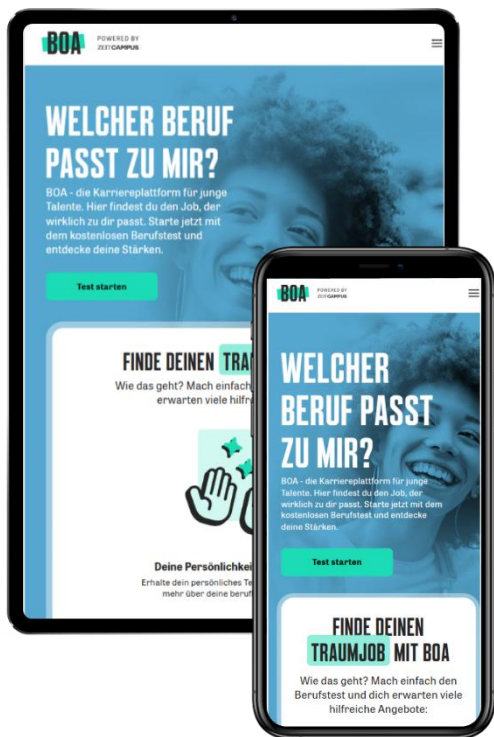 BOA
POWERED BY
ZEIT CAMPUS
WELCHER BERUF
PASST ZU MIR?
BOA - die Karriereplattform für junge
Talente. Hier findest du den Job, der
wirklich zu dir passt. Starte jetzt mit
dem kostenlosen Berufstest und
entdecke deine Stärken.
Test starten
FINDE DEINEN
Wie das geht? Mach einfach
erwarten viele
Deine
Erhalte dein persönliches
mehr über deine
BOA
POWERED BY
ZEIT CAMPUS
WELCHER
BERUF PASST
ZU MIR?
BOA - die Karriereplattform für junge
Talente. Hier findest du den Job, der
wirklich zu dir passt. Starte jetzt mit dem
kostenlosen Berufstest und entdecke
deine Stärken.
Test starten
FINDE DEINEN
TRAUMJOB MIT BOA
Wie das geht? Mach einfach den
Berufstest und dich erwarten viele
hilfreiche Angebote: